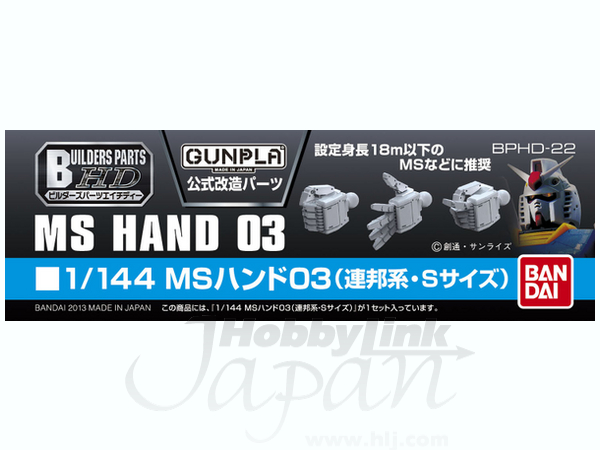 BUILDERS PARTS
HD
ビルダーズパーツエイチディー
GUNPLA
MADE IN JAPAN
公式改造パーツ
設定身長18m以下の
MSなどに推奨
BPHD-22
MS HAND 03
©創通・サンライズ
■1/144 MSハンド03(連邦系・Sサイズ)
BAN
DAI
BANDAI 2013 MADE IN JAPAN この商品には、「1/144 MSハンド03(連邦系・Sサイズ)」が1セット入っています。
HobbyLink
Japan
www.hlj.com